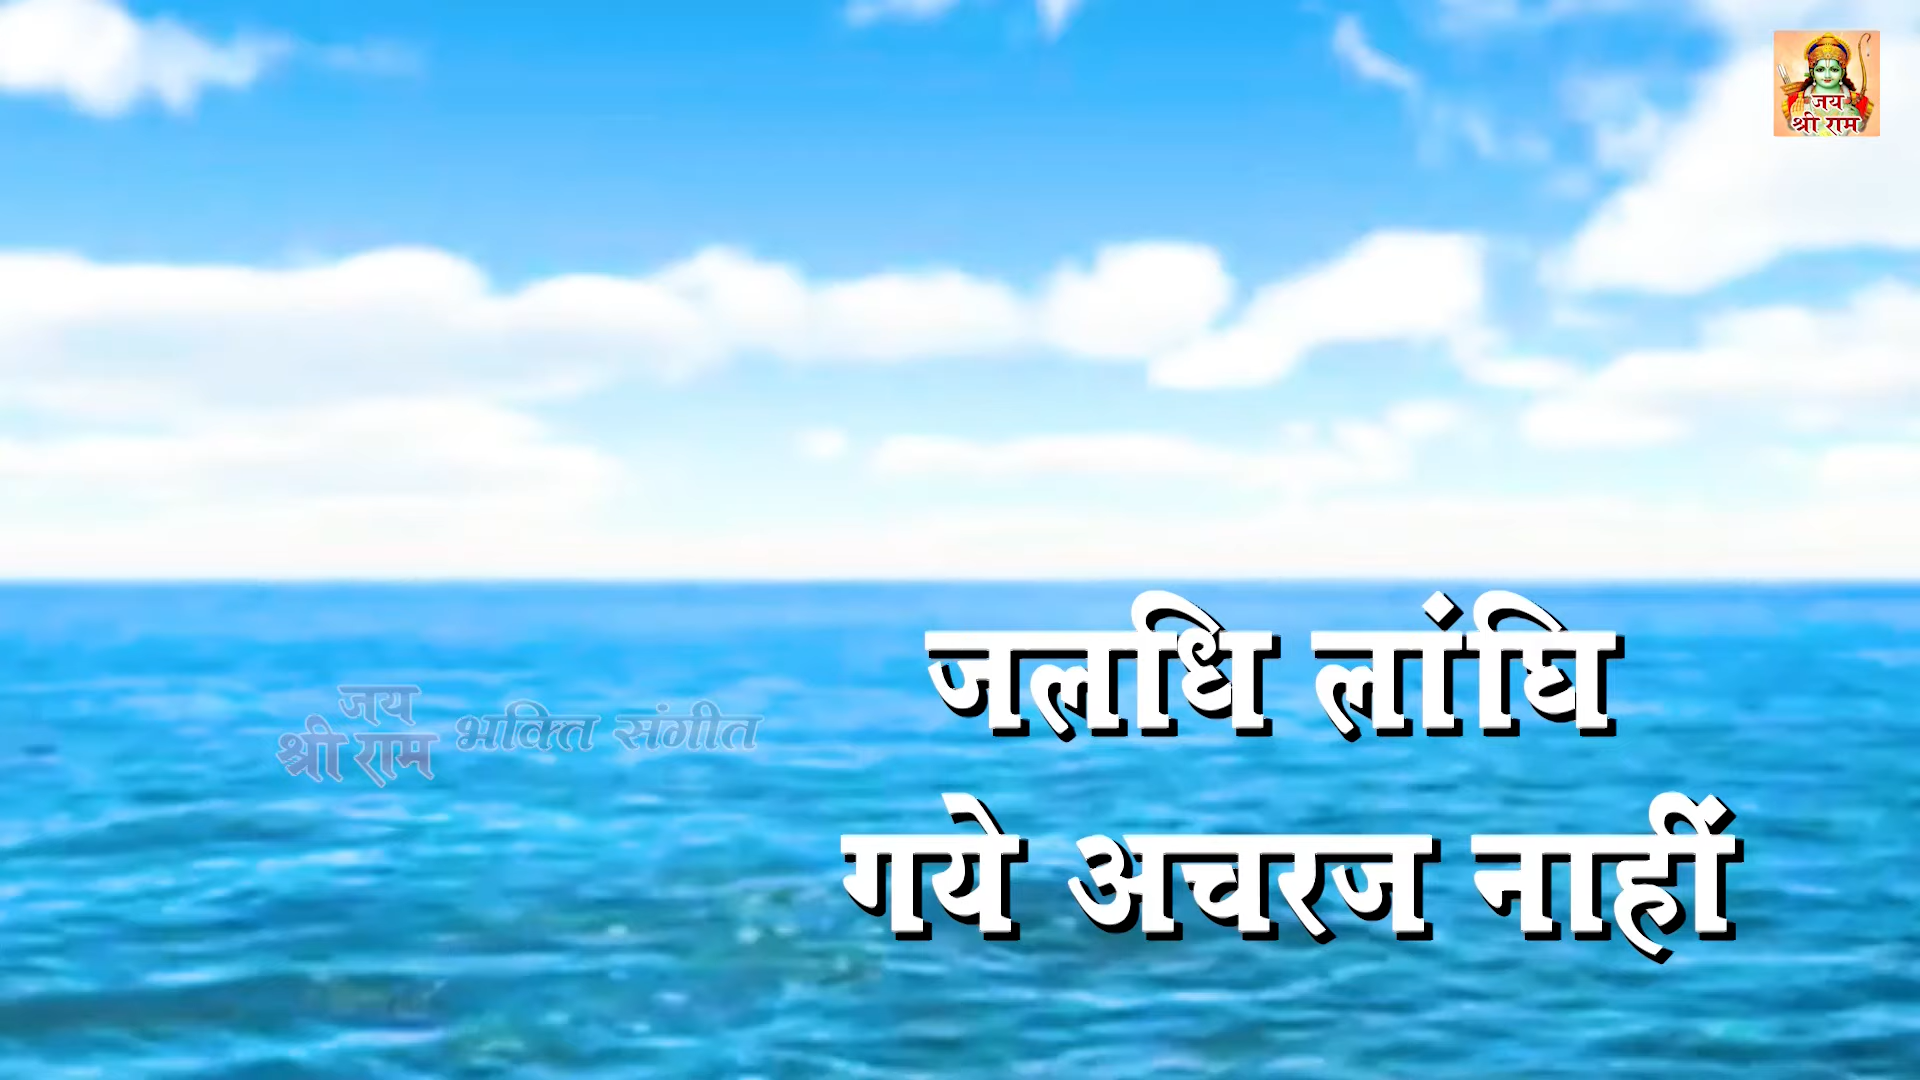 जय
श्री राम
जलधि लांघि
जय
श्री राम भक्ति संगीत
गये अचरज नाहीं